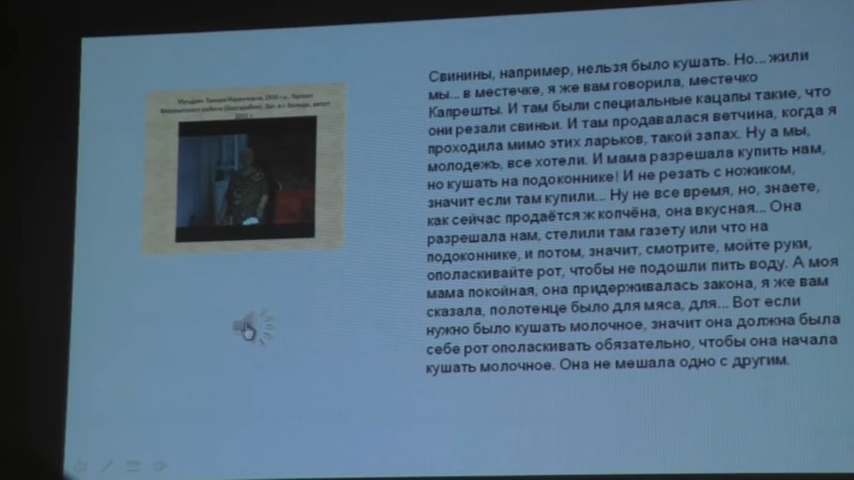 Свинины, например, нельзя было кушать. Но... жили
мы... в местечке, я же вам говорила, местечко
Капрешты. И там были специальные кацапы такие, что
они резали свиньи. И там продавалася ветчина, когда я
проходила мимо этих ларьков, такой запах. Ну а мы,
молодежь, все хотели. И мама разрешала купить нам,
но кушать на подоконнике! И не резать с ножиком,
значит если там купили... Ну не все время, но, знаете,
как сейчас продаётся ж копчёна, она вкусная... Она
разрешала нам, стелили там газету или что на
подоконнике, и потом, значит, смотрите, мойте руки,
ополаскивайте рот, чтобы не подошли пить воду. А моя
мама покойная, она придерживалась закона, я же вам
сказала, полотенце было для мяса, для... Вот если
нужно было кушать молочное, значит она должна была
себе рот ополаскивать обязательно, чтобы она начала
кушать молочное. Она не мешала одно с другим.